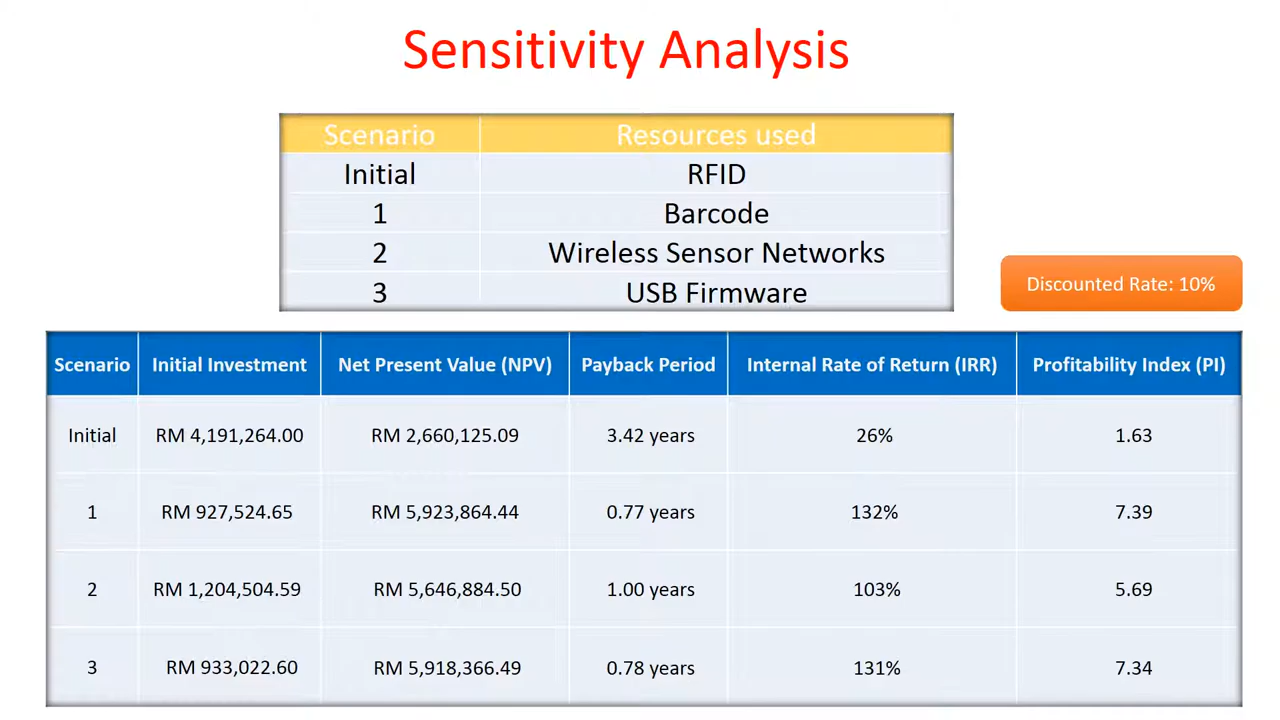 Sensitivity Analysis
Scenario Resources used
Initial RFID
1 Barcode
2 Wireless Sensor Networks
3 USB Firmware
Discounted Rate: 10%
Scenario Initial Investment Net Present Value (NPV) Payback Period Internal Rate of Return (IRR) Profitability Index (PI)
Initial RM 4,191,264.00 RM 2,660,125.09 3.42 years 26% 1.63
1 RM 927,524.65 RM 5,923,864.44 0.77 years 132% 7.39
2 RM 1,204,504.59 RM 5,646,884.50 1.00 years 103% 5.69
3 RM 933,022.60 RM 5,918,366.49 0.78 years 131% 7.34